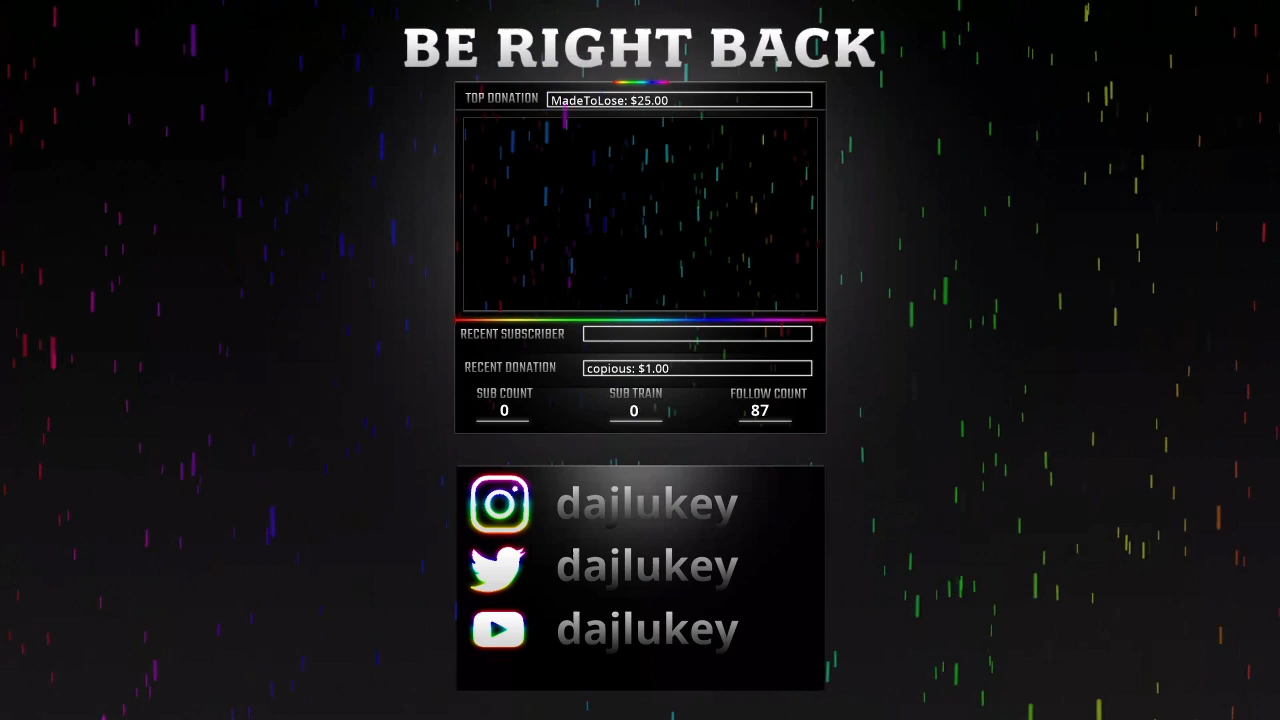 BE RIGHT BACK
TOP DONATION MadeToLose: $25.00
RECENT SUBSCRIBER
RECENT DONATION copious: $1.00
SUB COUNT SUB TRAIN FOLLOW COUNT
0 0 87
dajlukey
dajlukey
dajlukey